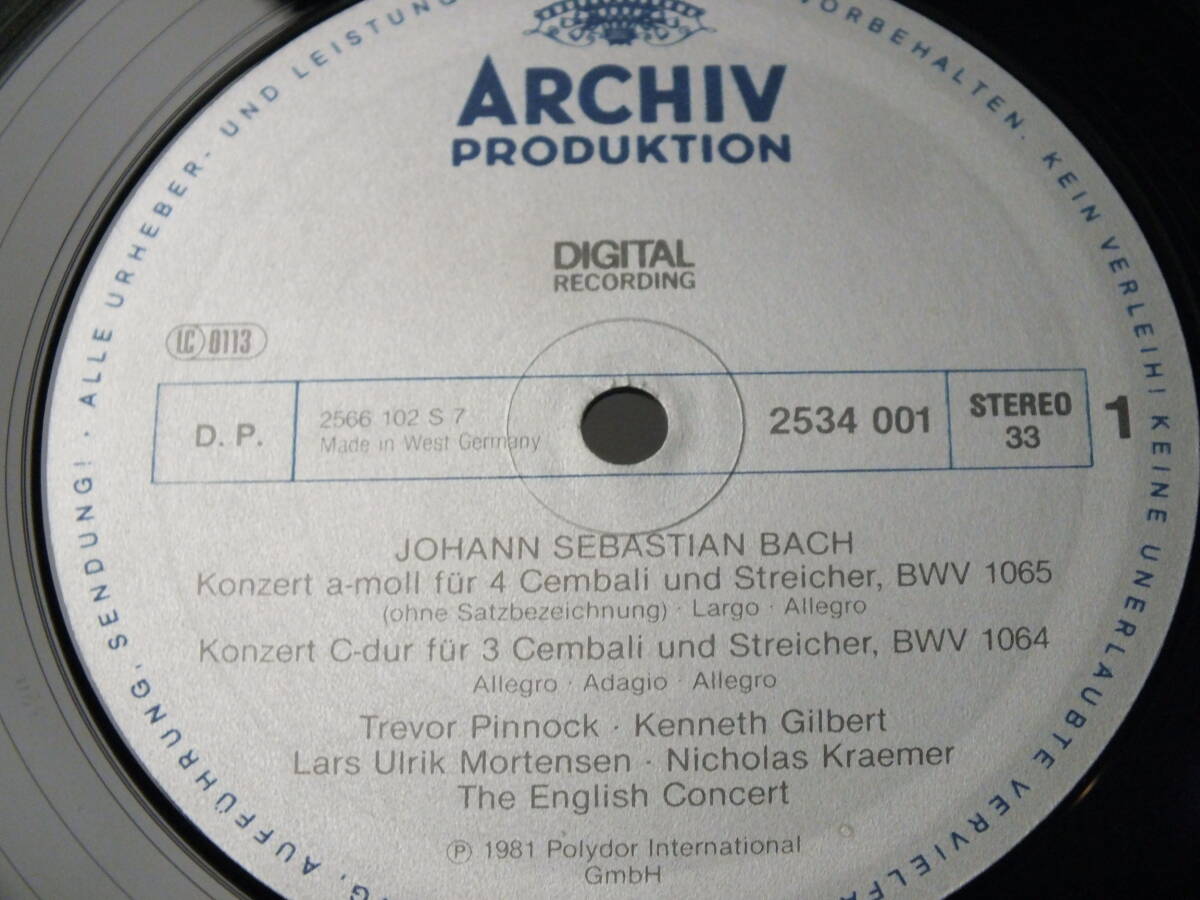 ARCHIV
PRODUKTION
DIGITAL
RECORDING
LC 0113
D. P.
2566 102 S 7
Made in West Germany
2534 001
STEREO
33
1
JOHANN SEBASTIAN BACH
Konzert a-moll für 4 Cembali und Streicher, BWV 1065
(ohne Satzbezeichnung) · Largo · Allegro
Konzert C-dur für 3 Cembali und Streicher, BWV 1064
Allegro · Adagio · Allegro
Trevor Pinnock · Kenneth Gilbert
Lars Ulrik Mortensen · Nicholas Kraemer
The English Concert
℗ 1981 Polydor International
GmbH
AUFFÜHRUNG, SENDUNG! · ALLE URHEBER- UND LEISTUNG
VORBEHALTEN. KEIN VERLEIH! KEINE UNERLAUBTE VERVIELFÄ